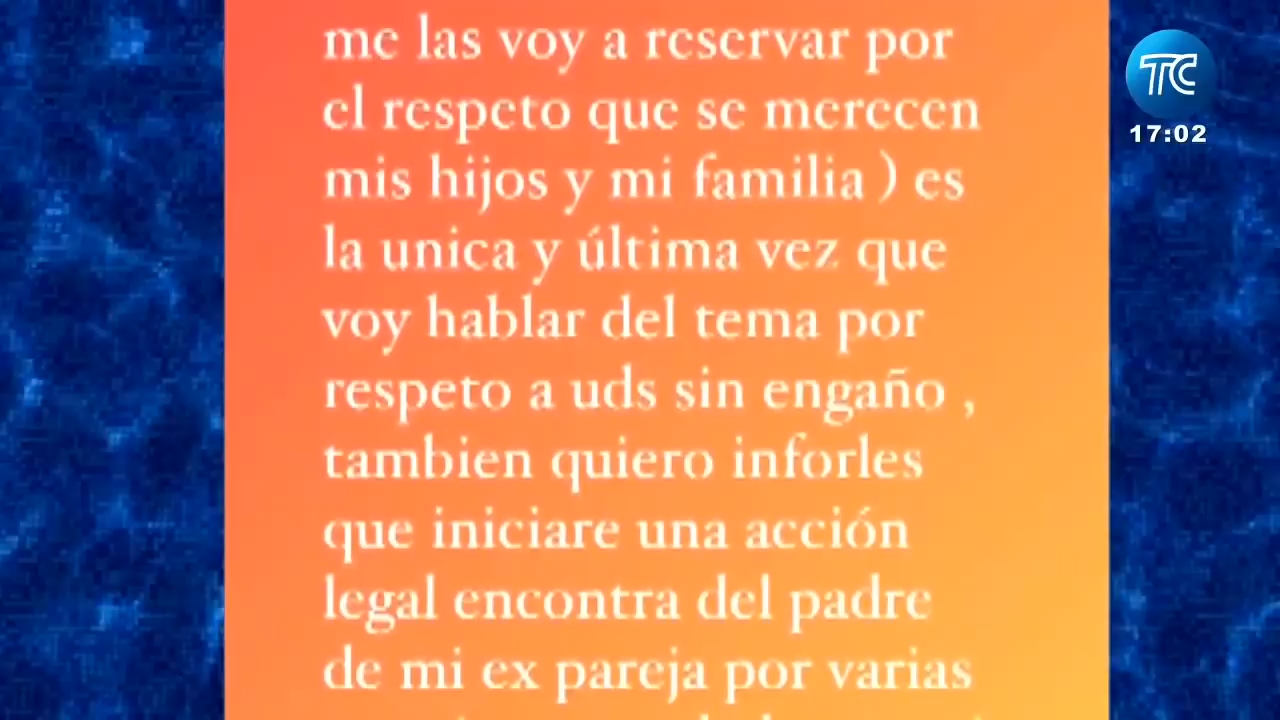 me las voy a reservar por
el respeto que se merecen
mis hijos y mi familia ) es
la unica y última vez que
voy hablar del tema por
respeto a uds sin engaño ,
tambien quiero inforles
que iniciare una acción
legal encontra del padre
de mi ex pareja por varias
TC
17:02